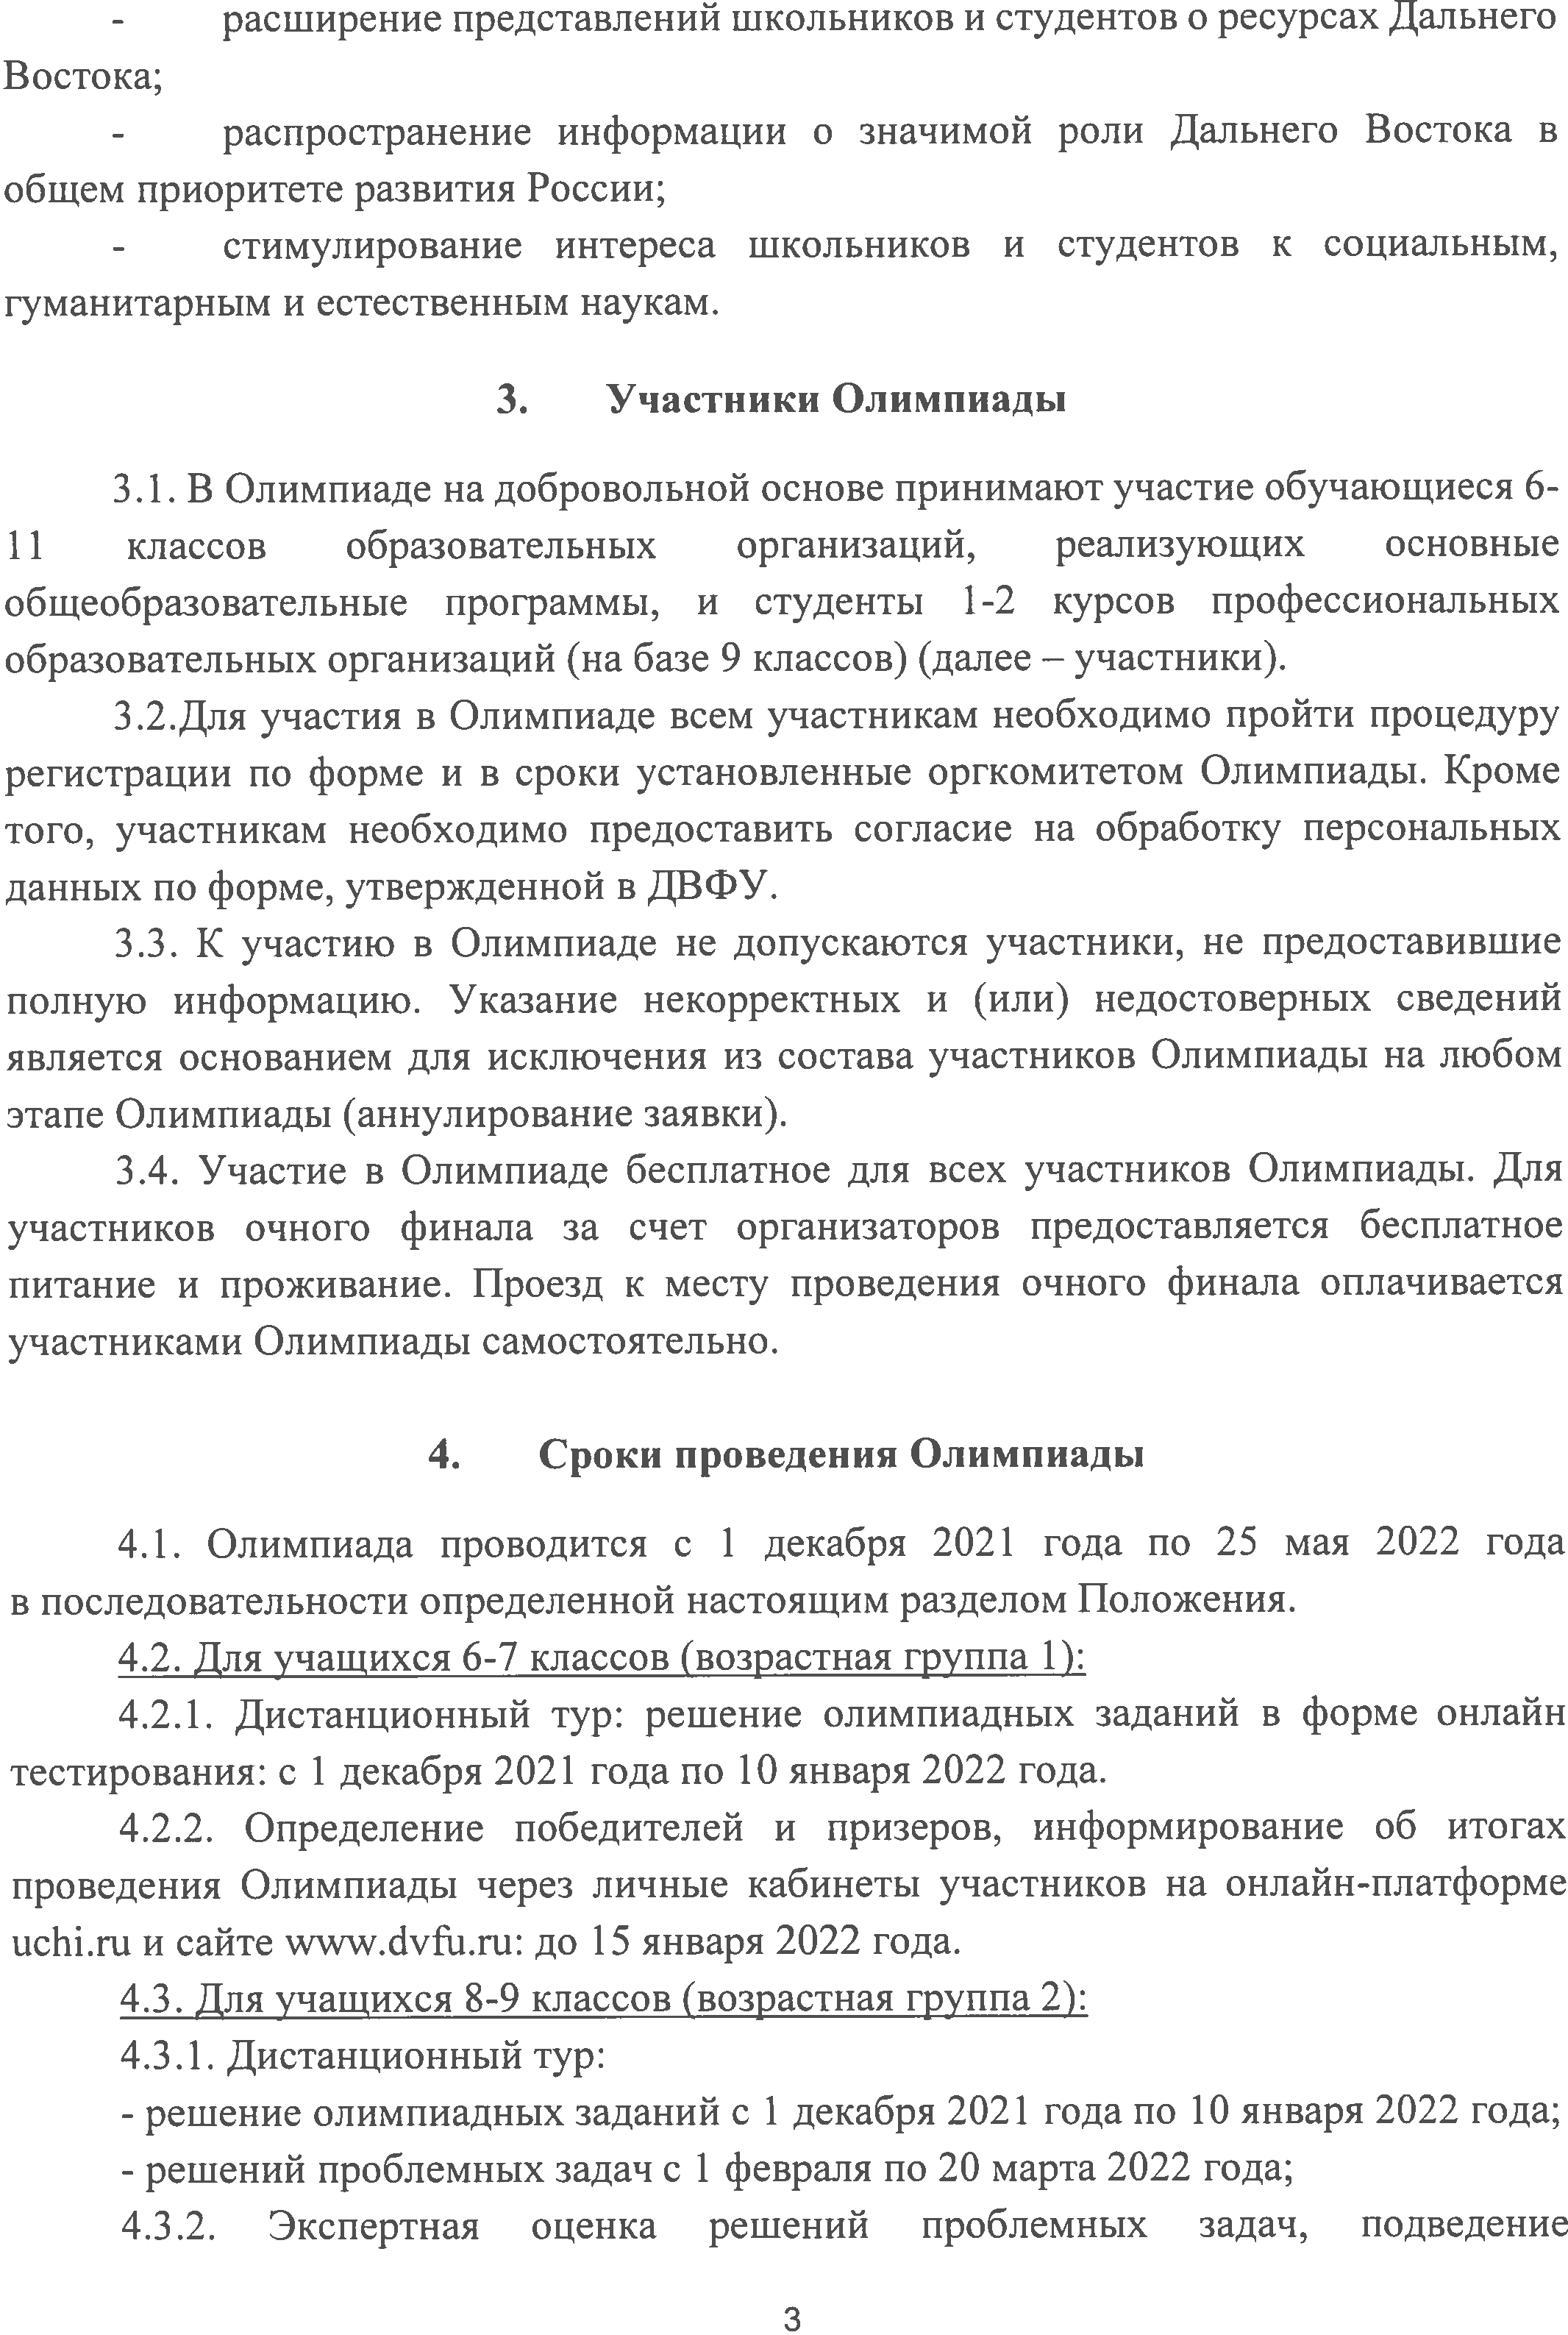 - расширение представлений школьников и студентов о ресурсах Дальнего
Востока;
- распространение информации о значимой роли Дальнего Востока в
общем приоритете развития России;
- стимулирование интереса школьников и студентов к социальным,
гуманитарным и естественным наукам.
3. Участники Олимпиады
3.1. В Олимпиаде на добровольной основе принимают участие обучающиеся 6-
11 классов образовательных организаций, реализующих основные
общеобразовательные программы, и студенты 1-2 курсов профессиональных
образовательных организаций (на базе 9 классов) (далее – участники).
3.2.Для участия в Олимпиаде всем участникам необходимо пройти процедуру
регистрации по форме и в сроки установленные оргкомитетом Олимпиады. Кроме
того, участникам необходимо предоставить согласие на обработку персональных
данных по форме, утвержденной в ДВФУ.
3.3. К участию в Олимпиаде не допускаются участники, не предоставившие
полную информацию. Указание некорректных и (или) недостоверных сведений
является основанием для исключения из состава участников Олимпиады на любом
этапе Олимпиады (аннулирование заявки).
3.4. Участие в Олимпиаде бесплатное для всех участников Олимпиады. Для
участников очного финала за счет организаторов предоставляется бесплатное
питание и проживание. Проезд к месту проведения очного финала оплачивается
участниками Олимпиады самостоятельно.
4. Сроки проведения Олимпиады
4.1. Олимпиада проводится с 1 декабря 2021 года по 25 мая 2022 года
в последовательности определенной настоящим разделом Положения.
4.2. Для учащихся 6-7 классов (возрастная группа 1):
4.2.1. Дистанционный тур: решение олимпиадных заданий в форме онлайн
тестирования: с 1 декабря 2021 года по 10 января 2022 года.
4.2.2. Определение победителей и призеров, информирование об итогах
проведения Олимпиады через личные кабинеты участников на онлайн-платформе
uchi.ru и сайте www.dvfu.ru: до 15 января 2022 года.
4.3. Для учащихся 8-9 классов (возрастная группа 2):
4.3.1. Дистанционный тур:
- решение олимпиадных заданий с 1 декабря 2021 года по 10 января 2022 года;
- решений проблемных задач с 1 февраля по 20 марта 2022 года;
4.3.2. Экспертная оценка решений проблемных задач, подведение
3